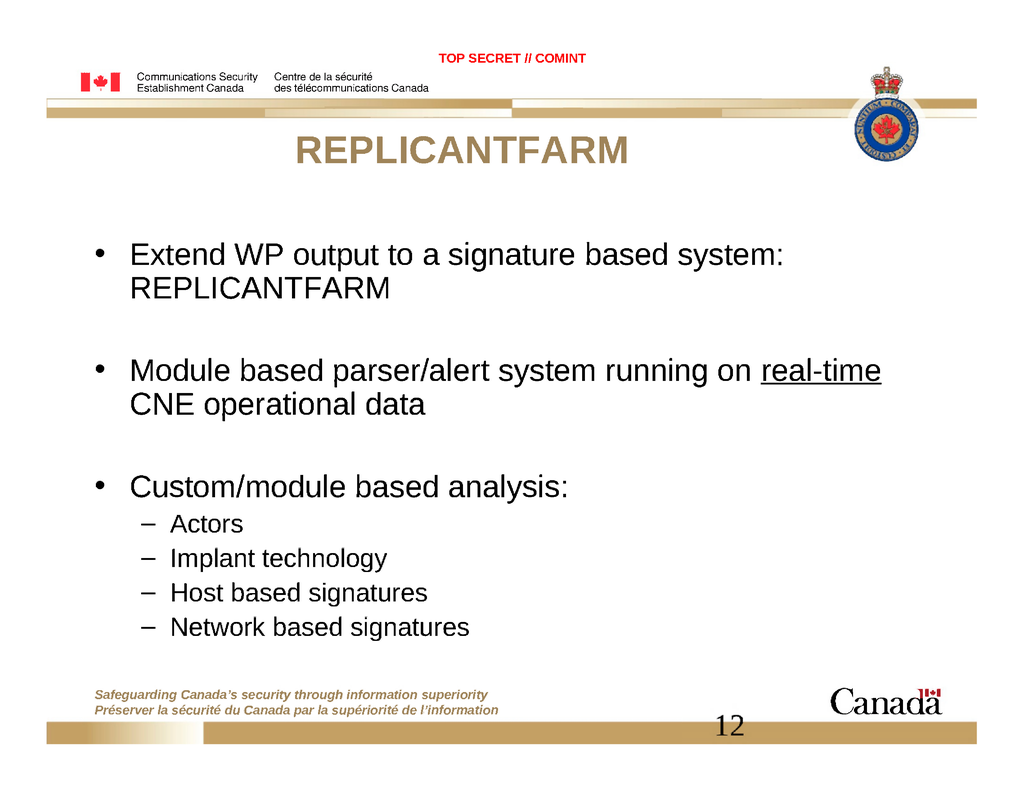 TOP SECRET // COMINT
Communications Security Centre de la sécurité
Establishment Canada des télécommunications Canada
REPLICANTFARM
• Extend WP output to a signature based system:
REPLICANTFARM
• Module based parser/alert system running on real-time
CNE operational data
• Custom/module based analysis:
– Actors
– Implant technology
– Host based signatures
– Network based signatures
Safeguarding Canada's security through information superiority
Préserver la sécurité du Canada par la supériorité de l'information
Canada
12